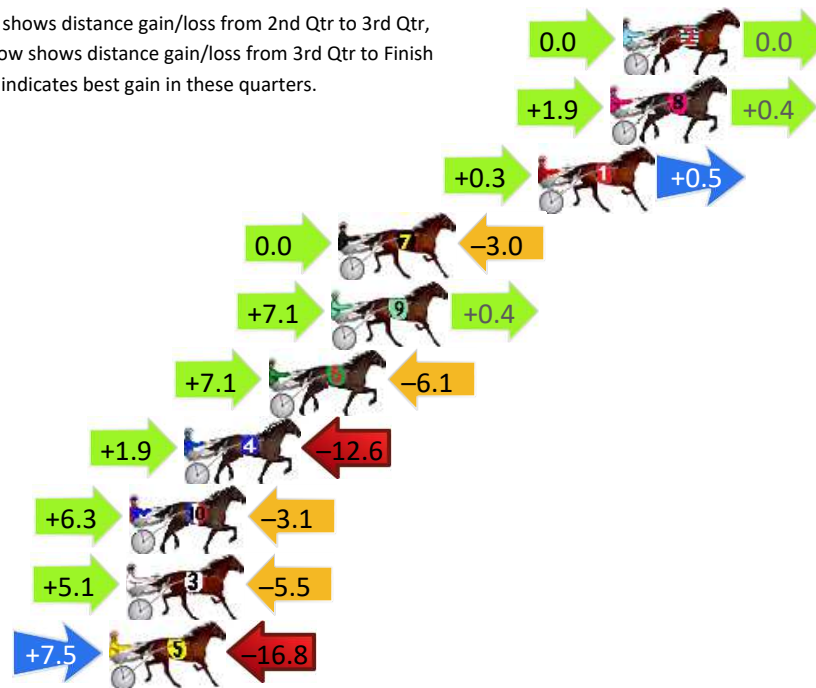 shows distance gain/loss from 2nd Qtr to 3rd Qtr,
ow shows distance gain/loss from 3rd Qtr to Finish
indicates best gain in these quarters.
0.0 2 0.0
+1.9 8 +0.4
+0.3 1 +0.5
0.0 7 –3.0
+7.1 9 +0.4
+7.1 6 –6.1
+1.9 4 –12.6
+6.3 10 –3.1
+5.1 3 –5.5
+7.5 5 –16.8